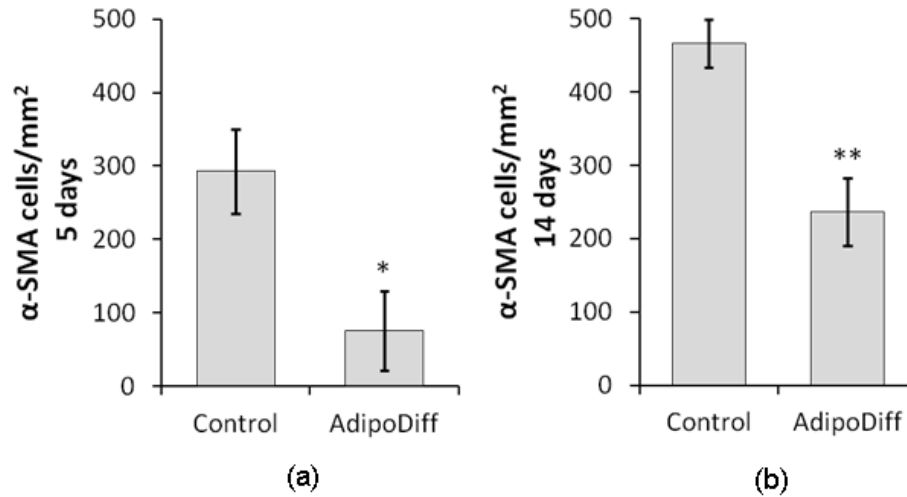 α-SMA cells/mm²
5 days
500
400
300
200
100
0
*
Control
AdipoDiff
(a)
α-SMA cells/mm²
14 days
500
400
300
200
100
0
**
Control
AdipoDiff
(b)